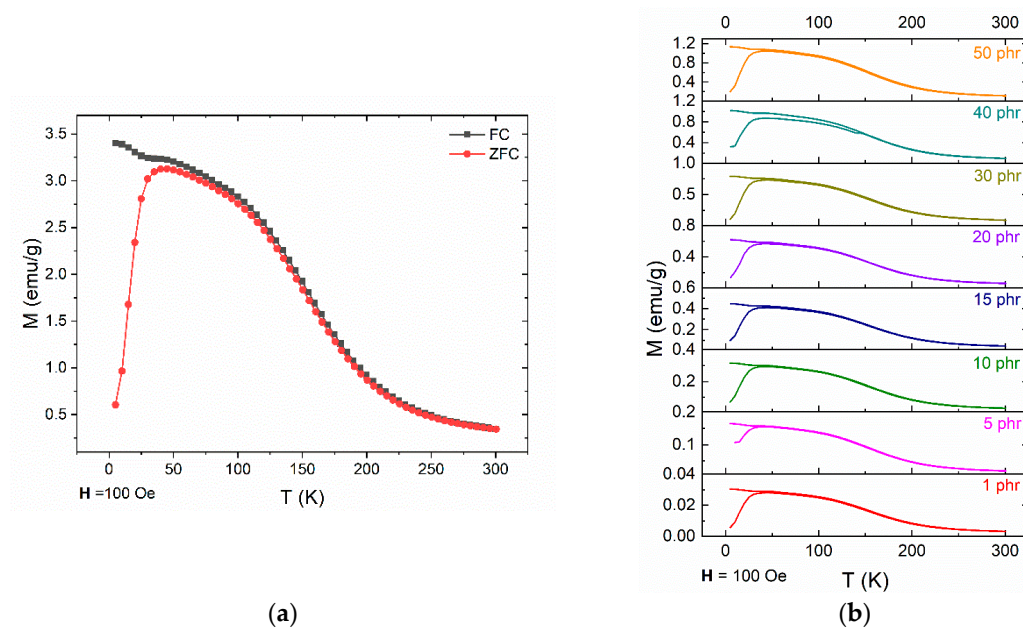 3.5
3.0
2.5
2.0
1.5
1.0
0.5
M (emu/g)
FC
ZFC
0 50 100 150 200 250 300
H =100 Oe
T (K)
(a)
0 100 200 300
1.2
0.8
0.4
50 phr
1.2
0.8
0.4
40 phr
1.0
0.5
30 phr
0.8
0.4
20 phr
0.6
0.4
0.2
15 phr
0.4
0.2
10 phr
0.2
0.1
5 phr
0.04
0.02
0.00
1 phr
M (emu/g)
0 100 200 300
H = 100 Oe
T (K)
(b)